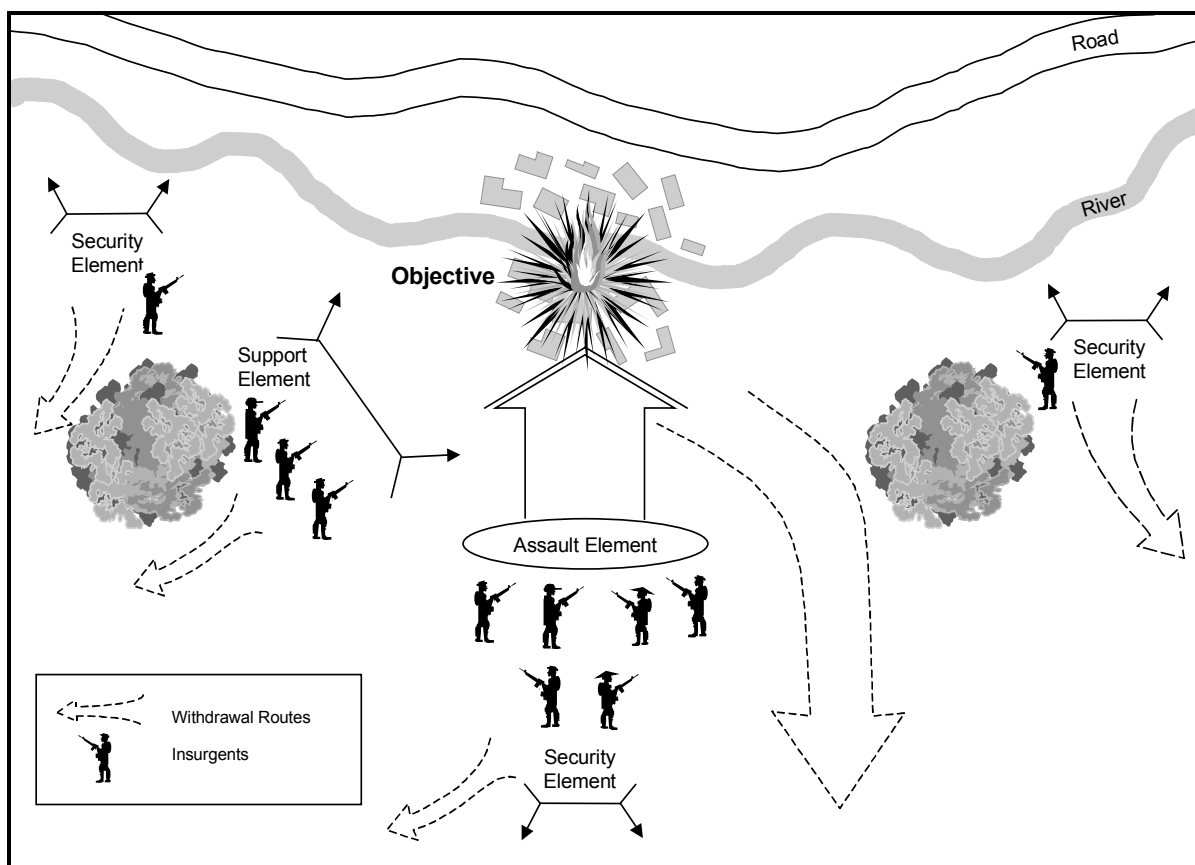 Road
River
Security
Element
Objective
Support
Element
Security
Element
Assault Element
Security
Element
Withdrawal Routes
Insurgents